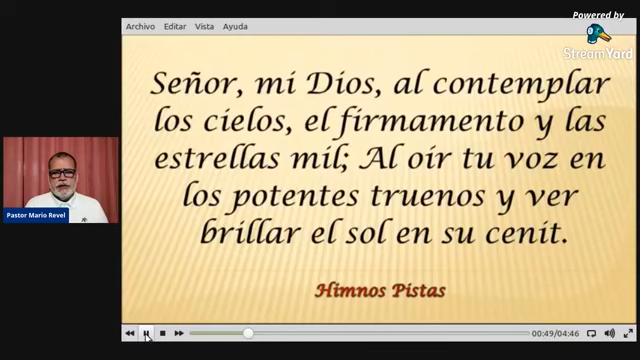 Powered by
StreamYard
Archivo Editar Vista Ayuda
Señor, mi Dios, al contemplar
los cielos, el firmamento y las
estrellas mil; Al oír tu voz en
los potentes truenos y ver
brillar el sol en su cenit.
Himnos Pistas
Pastor Mario Revel
00:49/04:46